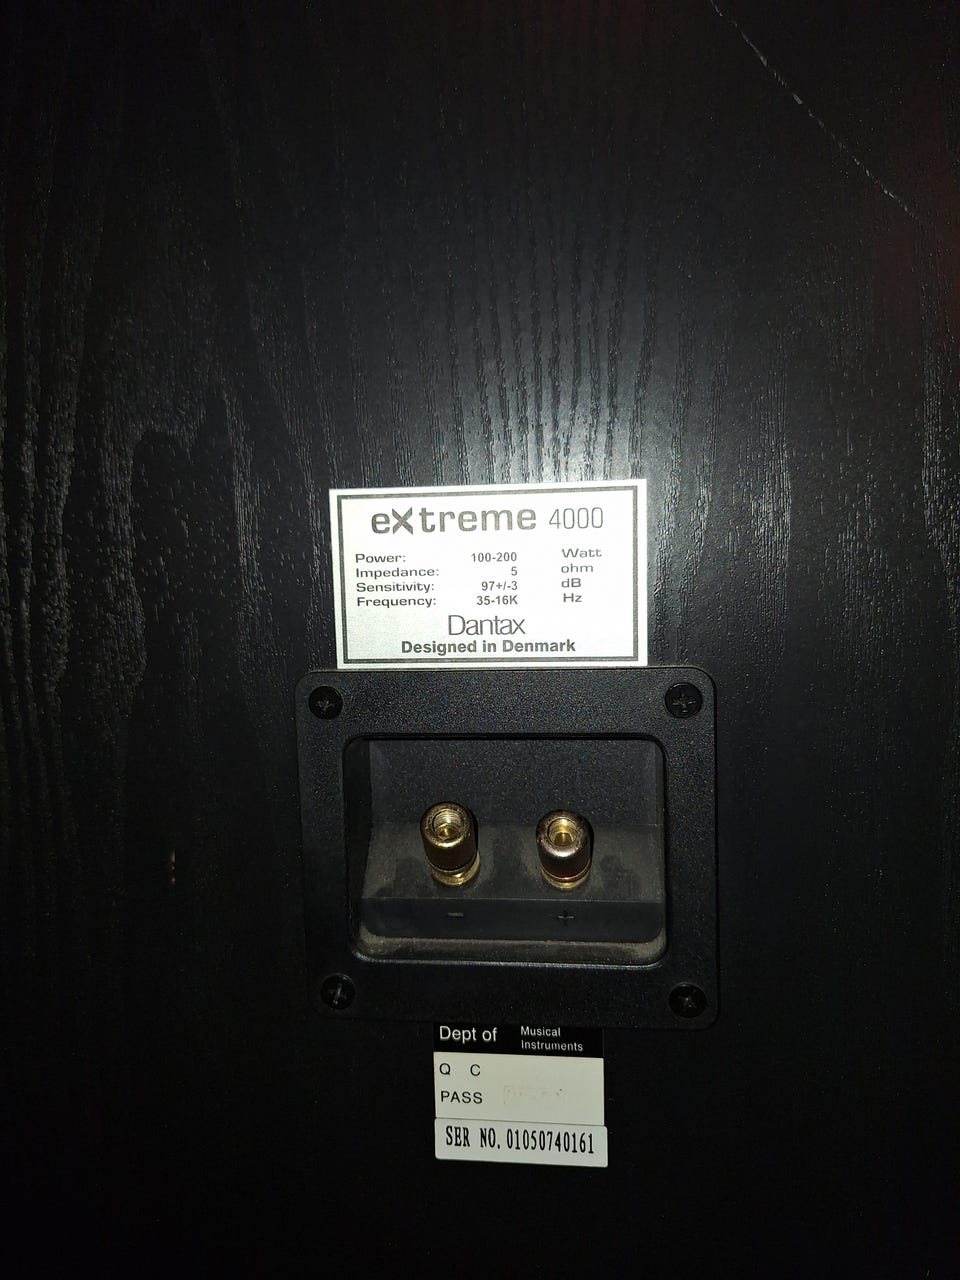 eXtreme 4000
Power: 100-200 Watt
Impedance: 5 ohm
Sensitivity: 97+/-3 dB
Frequency: 35-16K Hz
Dantax
Designed in Denmark
- +
Dept of Musical Instruments
Q C
PASS
SER NO. 01050740161